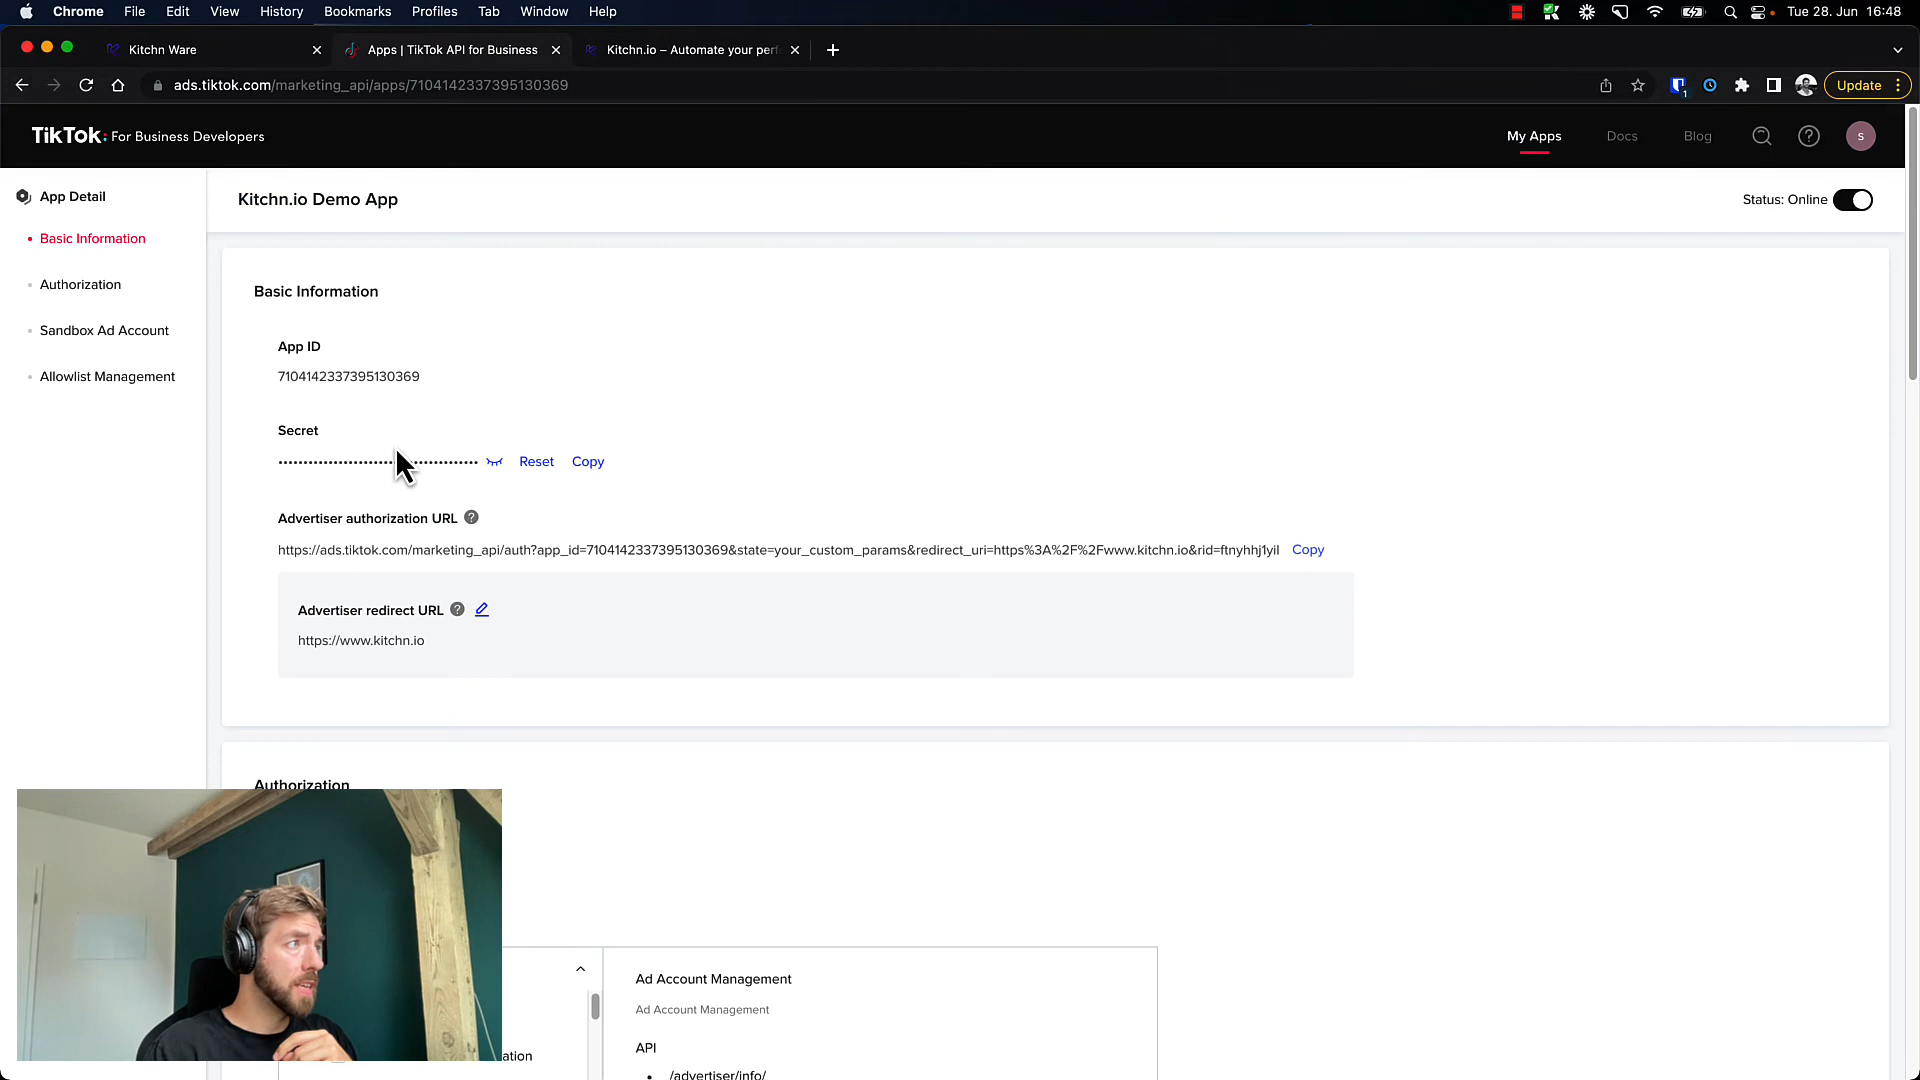 Chrome File Edit View History Bookmarks Profiles Tab Window Help Tue 28. Jun 16:48
Kitchn Ware Apps | TikTok API for Business Kitchn.io – Automate your perf
ads.tiktok.com/marketing_api/apps/7104142337395130369 1 Update
TikTok: For Business Developers My Apps Docs Blog ? s
App Detail
Kitchn.io Demo App Status: Online
Basic Information
Authorization
Sandbox Ad Account
Allowlist Management
Basic Information
App ID
7104142337395130369
Secret
Reset Copy
Advertiser authorization URL ?
https://ads.tiktok.com/marketing_api/auth?app_id=7104142337395130369&state=your_custom_params&redirect_uri=https%3A%2F%2Fwww.kitchn.io&rid=ftnyhhj1yil Copy
Advertiser redirect URL ?
https://www.kitchn.io
Authorization
Ad Account Management
Ad Account Management
API
ation
• /advertiser/info/